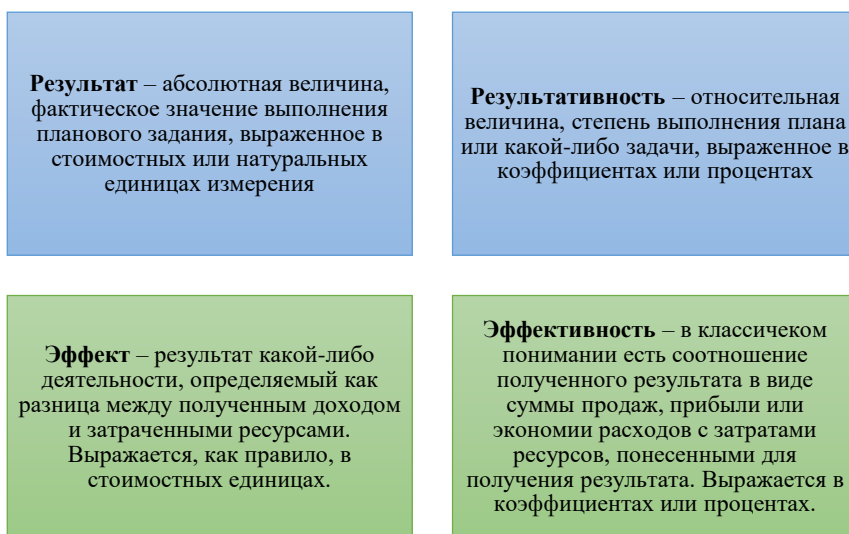 Результат – абсолютная величина,
фактическое значение выполнения
планового задания, выраженное в
стоимостных или натуральных
единицах измерения
Результативность – относительная
величина, степень выполнения плана
или какой-либо задачи, выраженное в
коэффициентах или процентах
Эффект – результат какой-либо
деятельности, определяемый как
разница между полученным доходом
и затраченными ресурсами.
Выражается, как правило, в
стоимостных единицах.
Эффективность – в классичеком
понимании есть соотношение
полученного результата в виде
суммы продаж, прибыли или
экономии расходов с затратами
ресурсов, понесенными для
получения результата. Выражается в
коэффициентах или процентах.